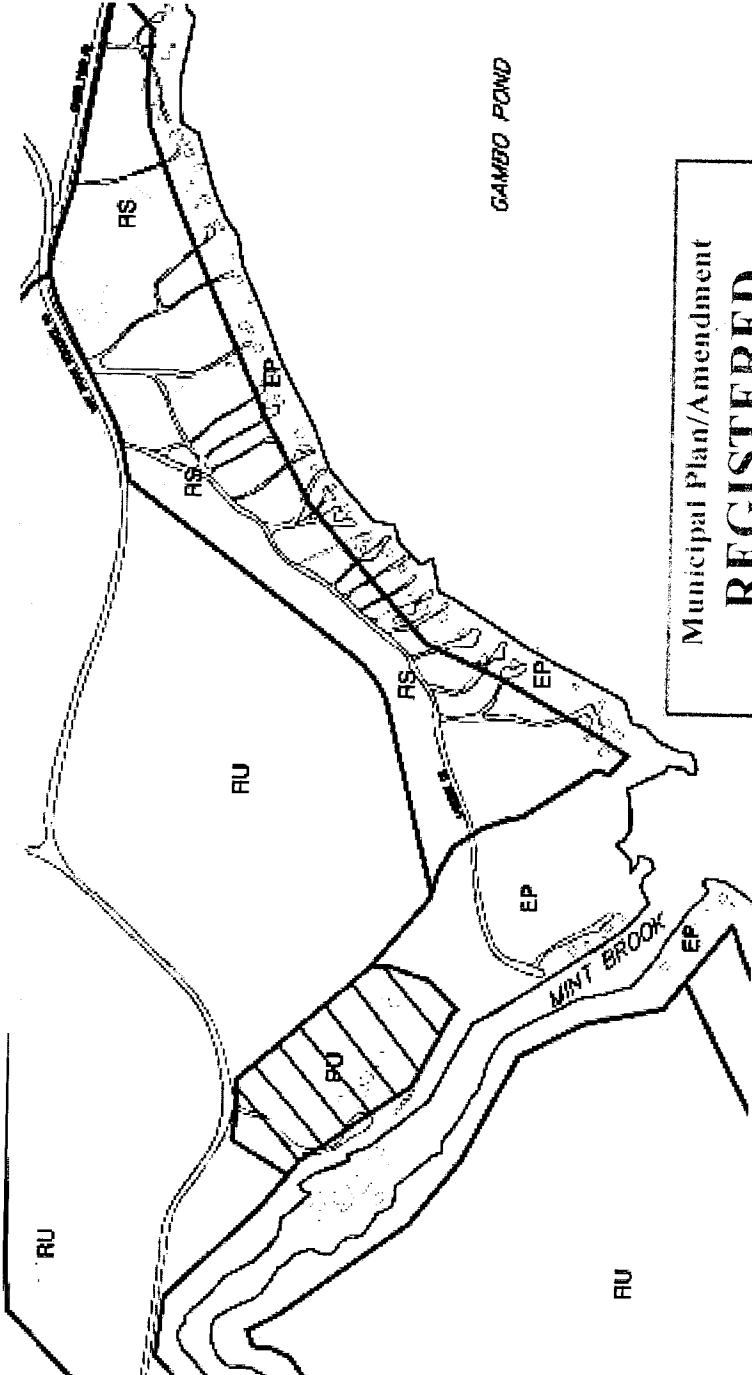 GAMBO POND
RS
EP
RS
RS
EP
RU
EP
MINT BROOK
EP
RU
RU
RU
Municipal Plan/Amendment
REGISTERED